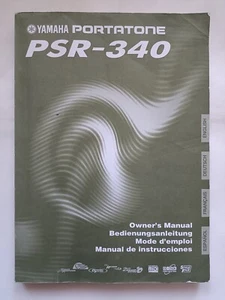 YAMAHA PORTATONE
PSR-340
ENGLISH
DEUTSCH
FRANÇAIS
ESPAÑOL
Owner's Manual
Bedienungsanleitung
Mode d'emploi
Manual de instrucciones